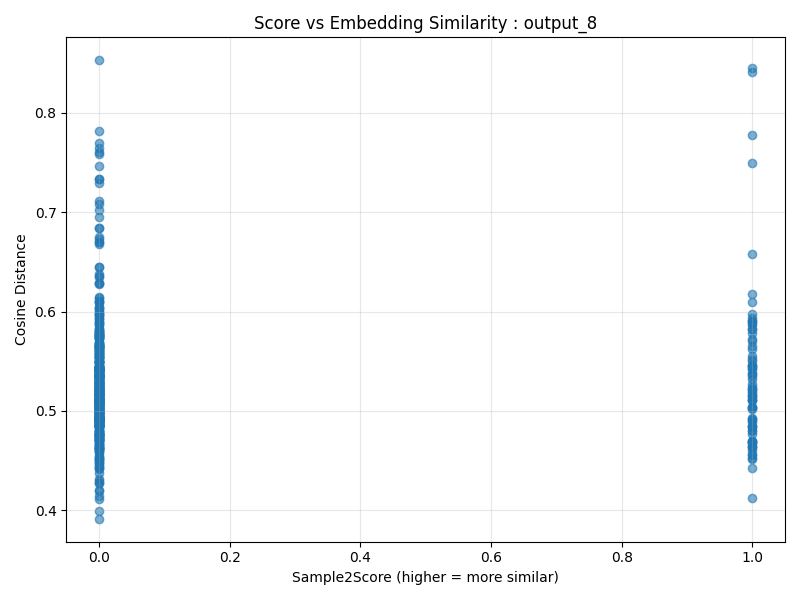 Score vs Embedding Similarity : output_8
Cosine Distance
0.8
0.7
0.6
0.5
0.4
0.0 0.2 0.4 0.6 0.8 1.0
Sample2Score (higher = more similar)